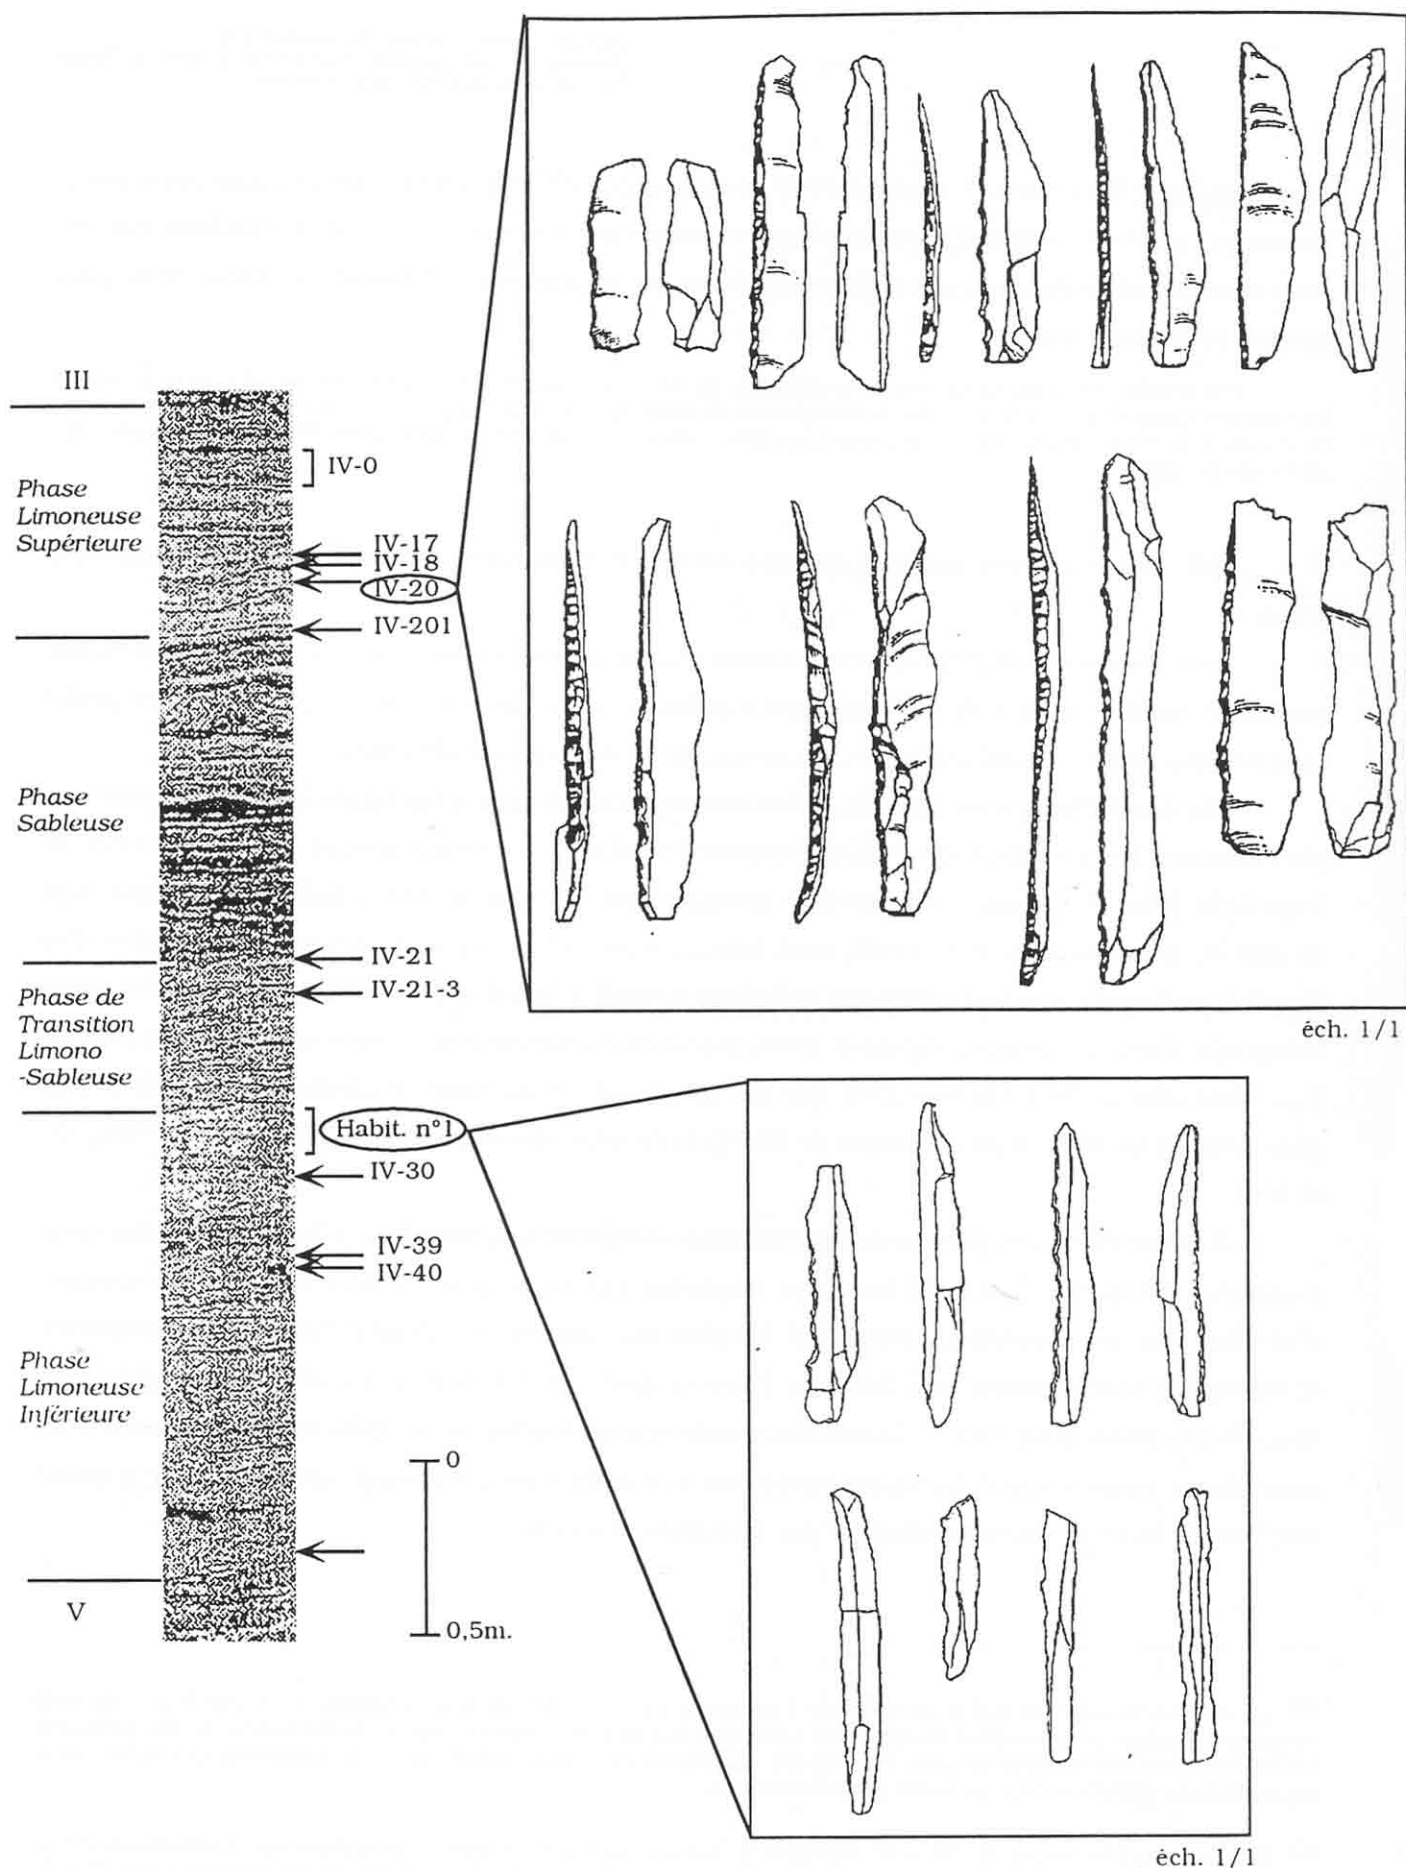 III
IV-0
Phase
Limoneuse
Supérieure
IV-17
IV-18
IV-20
IV-201
Phase
Sableuse
IV-21
IV-21-3
Phase de
Transition
Limono
-Sableuse
éch. 1/1
Habit. n°1
IV-30
IV-39
IV-40
Phase
Limoneuse
Inférieure
0
0,5m.
V
éch. 1/1